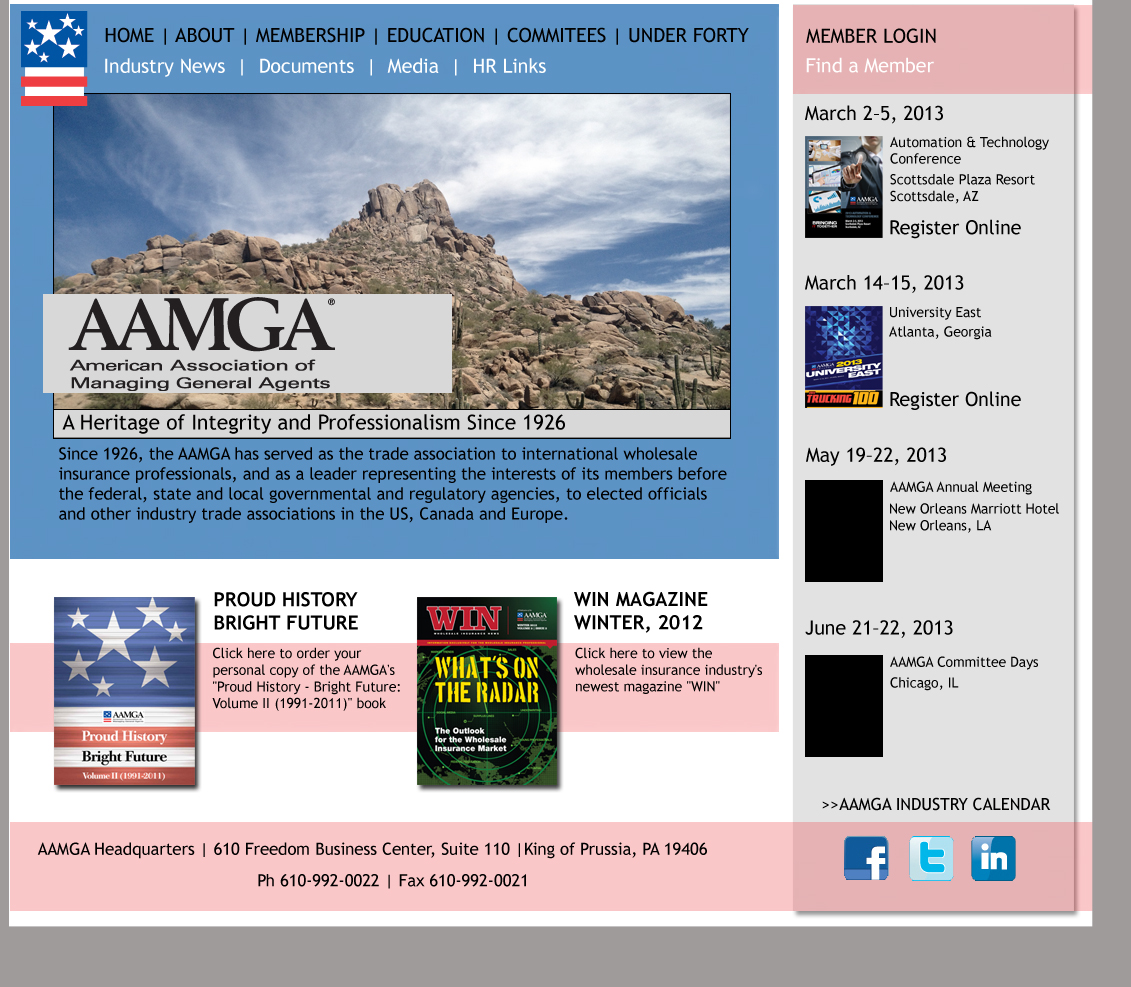 HOME | ABOUT | MEMBERSHIP | EDUCATION | COMMITEES | UNDER FORTY
Industry News | Documents | Media | HR Links
AAMGA®
American Association of
Managing General Agents
A Heritage of Integrity and Professionalism Since 1926
Since 1926, the AAMGA has served as the trade association to international wholesale
insurance professionals, and as a leader representing the interests of its members before
the federal, state and local governmental and regulatory agencies, to elected officials
and other industry trade associations in the US, Canada and Europe.
AAMGA
Proud History
Bright Future
Volume II (1991-2011)
PROUD HISTORY
BRIGHT FUTURE
Click here to order your
personal copy of the AAMGA's
"Proud History - Bright Future:
Volume II (1991-2011)" book
WIN
WHOLESALE INSURANCE NEWS
AAMGA
WHAT'S ON
THE RADAR
The Outlook
for the Wholesale
Insurance Market
WIN MAGAZINE
WINTER, 2012
Click here to view the
wholesale insurance industry's
newest magazine "WIN"
MEMBER LOGIN
Find a Member
March 2-5, 2013
AAMGA
BRINGING
TOGETHER
Automation & Technology
Conference
Scottsdale Plaza Resort
Scottsdale, AZ
Register Online
March 14-15, 2013
AAMGA 2013
UNIVERSITY
EAST
TRUCKING 100
University East
Atlanta, Georgia
Register Online
May 19-22, 2013
AAMGA Annual Meeting
New Orleans Marriott Hotel
New Orleans, LA
June 21-22, 2013
AAMGA Committee Days
Chicago, IL
>>AAMGA INDUSTRY CALENDAR
f
t
in
AAMGA Headquarters | 610 Freedom Business Center, Suite 110 |King of Prussia, PA 19406
Ph 610-992-0022 | Fax 610-992-0021